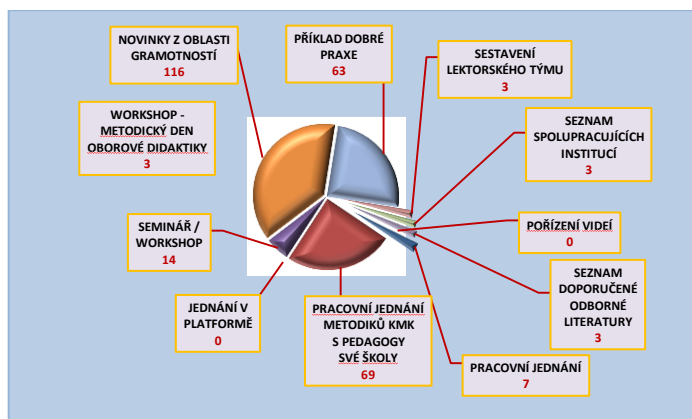 NOVINKY Z OBLASTI
GRAMOTNOSTÍ
116
PŘÍKLAD DOBRÉ
PRAXE
63
SESTAVENÍ
LEKTORSKÉHO TÝMU
3
WORKSHOP -
METODICKÝ DEN
OBOROVÉ DIDAKTIKY
3
SEZNAM
SPOLUPRACUJÍCÍCH
INSTITUCÍ
3
SEMINÁŘ /
WORKSHOP
14
POŘÍZENÍ VIDEÍ
0
SEZNAM
DOPORUČENÉ
ODBORNÉ
LITERATURY
3
JEDNÁNÍ V
PLATFORMĚ
0
PRACOVNÍ JEDNÁNÍ
METODIKŮ KMK
S PEDAGOGY
SVÉ ŠKOLY
69
PRACOVNÍ JEDNÁNÍ
7